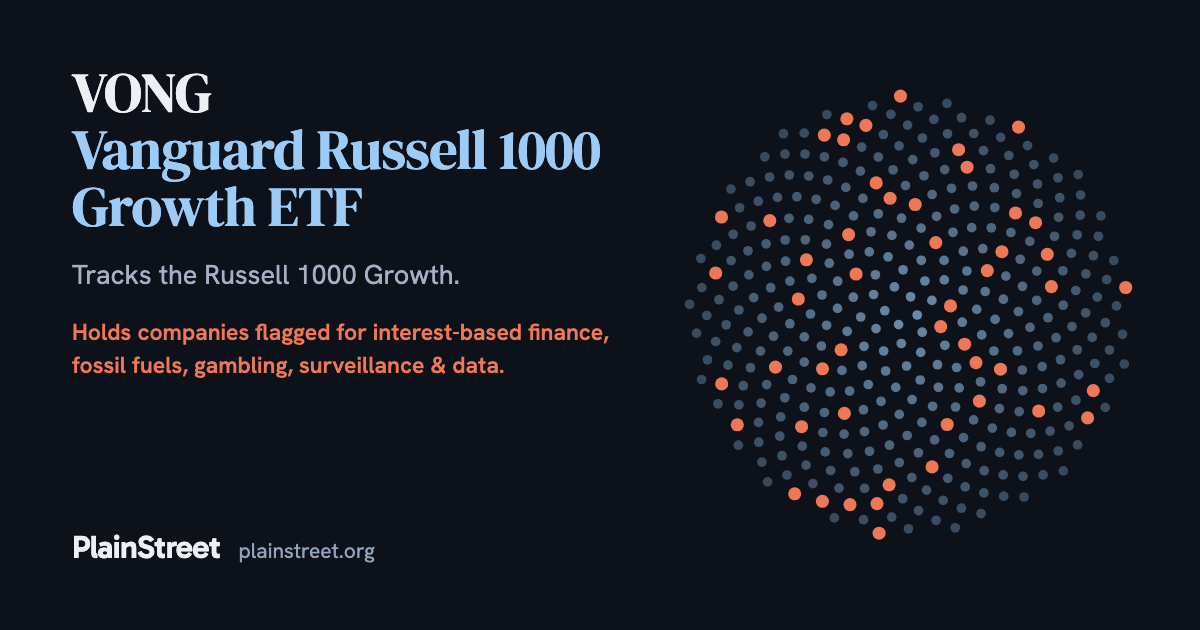 VONG
Vanguard Russell 1000
Growth ETF
Tracks the Russell 1000 Growth.
Holds companies flagged for interest-based finance,
fossil fuels, gambling, surveillance & data.
PlainStreet plainstreet.org